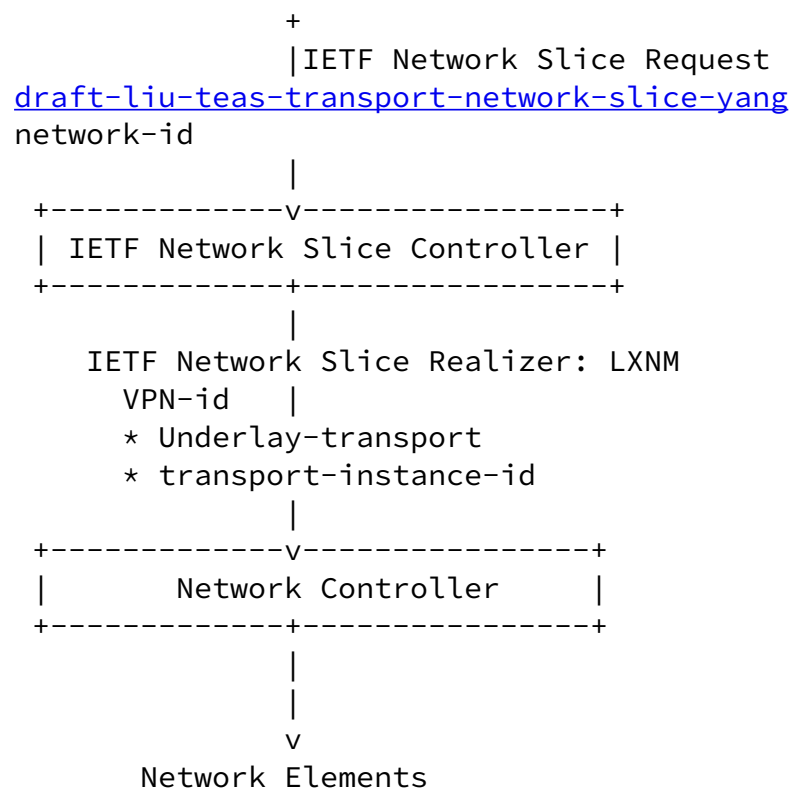 +
                |IETF Network Slice Request
draft-liu-teas-transport-network-slice-yang
network-id
                |
  +-------------v-----------------+
  | IETF Network Slice Controller |
  +-------------+-----------------+
                |
     IETF Network Slice Realizer: LXNM
       VPN-id   |
       * Underlay-transport
       * transport-instance-id
                |
  +-------------v----------------+
  |       Network Controller     |
  +-------------+----------------+
                |
                |
                v
        Network Elements